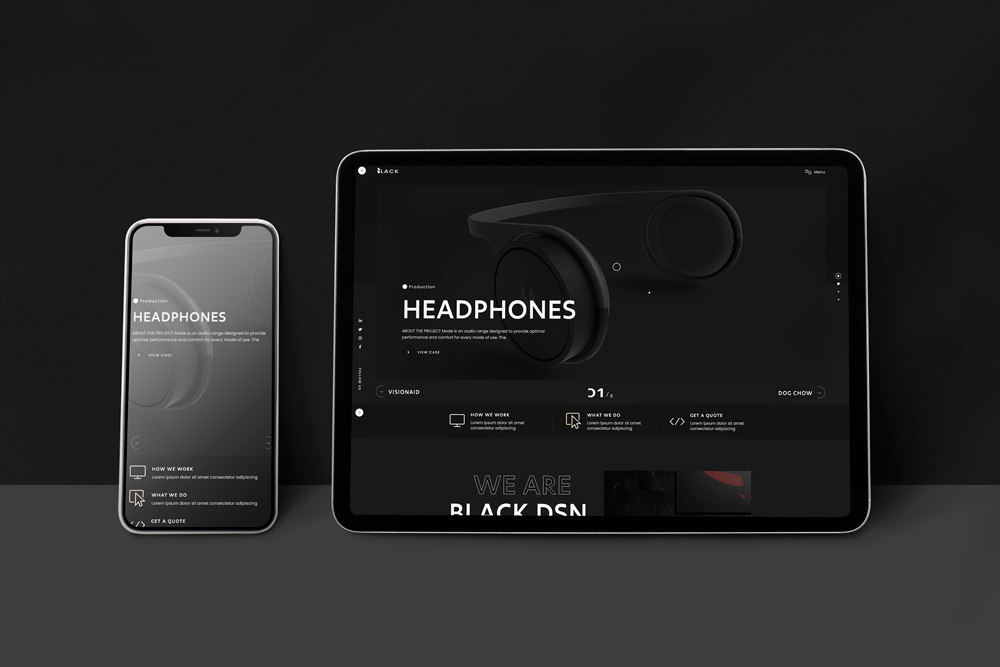 Production
HEADPHONES
ABOUT THE PROJECT Mode is an audio range designed to provide
optimal performance and comfort for every mode of use. The
VIEW CASE
HOW WE WORK
Lorem ipsum dolor sit amet consectetur adipiscing
WHAT WE DO
Lorem ipsum dolor sit amet consectetur adipiscing
GET A QUOTE
BLACK
Menu
Production
HEADPHONES
ABOUT THE PROJECT Mode is an audio range designed to provide optimal
performance and comfort for every mode of use. The
VIEW CASE
FOLLOW US
VISIONAID
01 / 6
DOG CHOW
HOW WE WORK
Lorem ipsum dolor sit amet
consectetur adipiscing
WHAT WE DO
Lorem ipsum dolor sit amet
consectetur adipiscing
GET A QUOTE
Lorem ipsum dolor sit amet
consectetur adipiscing
WE ARE
BLACK DSN